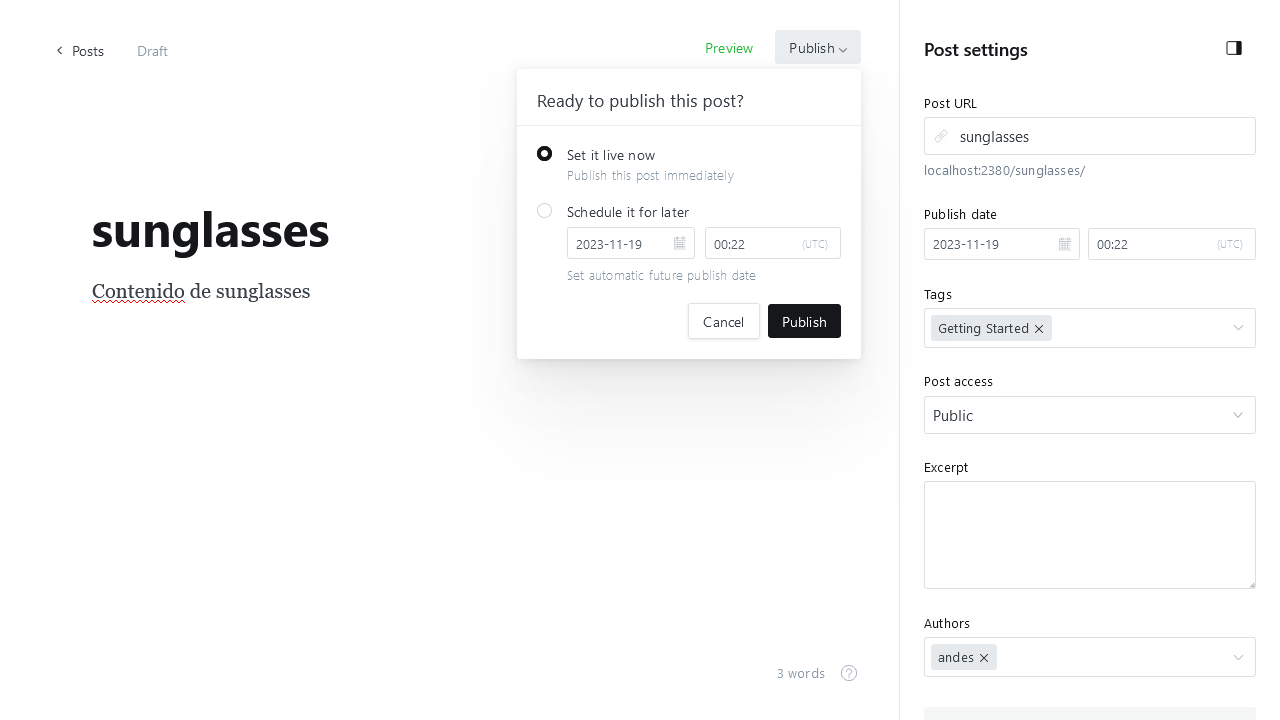 Posts
Draft
Preview
Publish
Ready to publish this post?
Set it live now
Publish this post immediately
Schedule it for later
2023-11-19
00:22
(UTC)
Set automatic future publish date
Cancel
Publish
sunglasses
Contenido de sunglasses
3 words
Post settings
Post URL
sunglasses
localhost:2380/sunglasses/
Publish date
2023-11-19
00:22
(UTC)
Tags
Getting Started
Post access
Public
Excerpt
Authors
andes